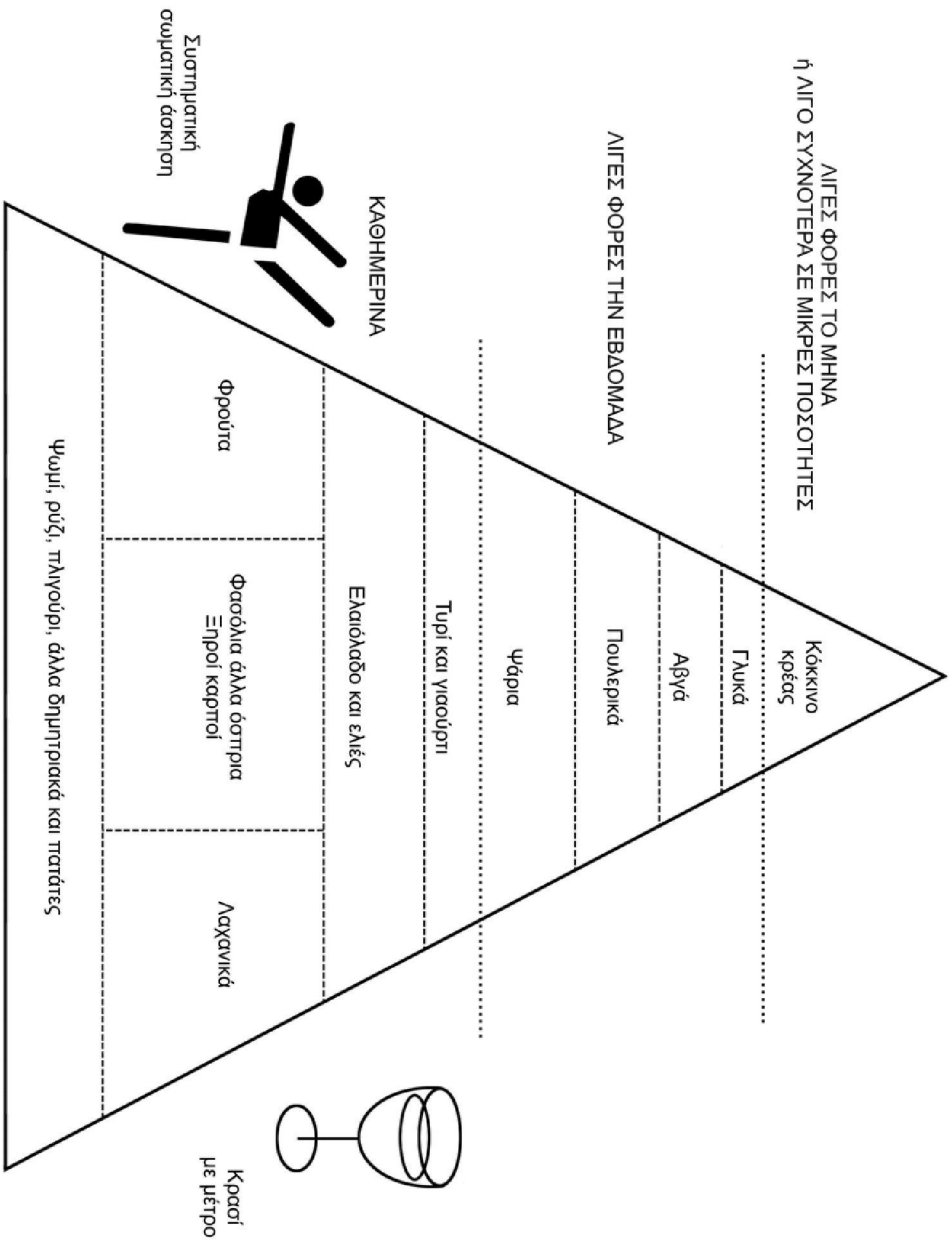 ΛΙΓΕΣ ΦΟΡΕΣ ΤΟ ΜΗΝΑ
ή ΛΙΓΟ ΣΥΧΝΟΤΕΡΑ ΣΕ ΜΙΚΡΕΣ ΠΟΣΟΤΗΤΕΣ
Κόκκινο
κρέας
ΛΙΓΕΣ ΦΟΡΕΣ ΤΗΝ ΕΒΔΟΜΑΔΑ
Γλυκά
Αβγά
Πουλερικά
Ψάρια
ΚΑΘΗΜΕΡΙΝΑ
Τυρί και γιαούρτι
Ελαιόλαδο και ελιές
Φρούτα
Φασόλια άλλα όσπρια
Ξηροί καρποί
Λαχανικά
Ψωμί, ρύζι, πλιγούρι, άλλα δημητριακά και πατάτες
Συστηματική
σωματική άσκηση
Κρασί
με μέτρο